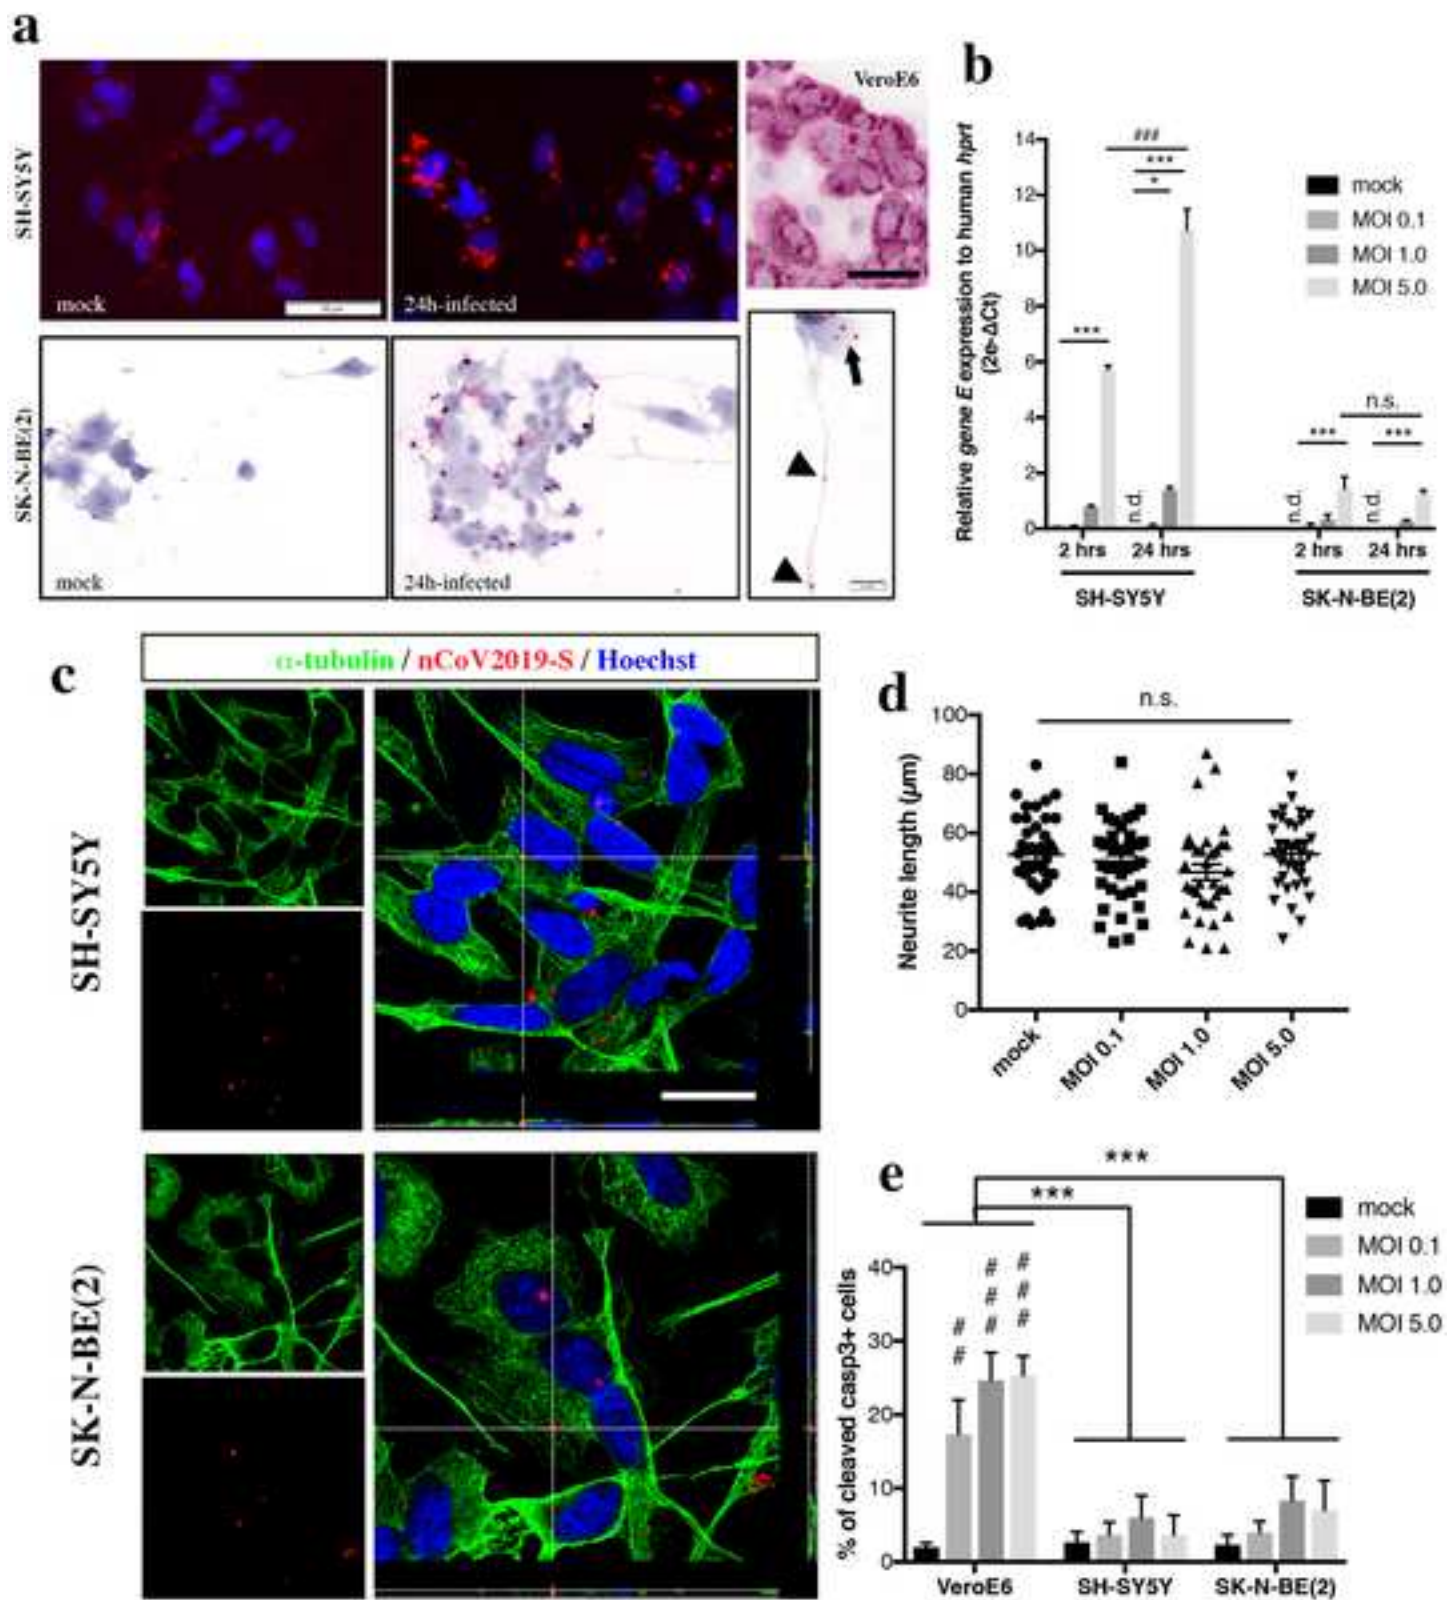 a
SH-SY5Y
mock
24h-infected
VeroE6
SK-N-BE(2)
mock
24h-infected
b
Relative gene E expression to human hprt
(2e-ΔCt)
14
12
10
8
6
4
2
0
###
***
*
***
n.s.
***
***
n.d.
n.d.
n.d.
2 hrs
24 hrs
2 hrs
24 hrs
SH-SY5Y
SK-N-BE(2)
mock
MOI 0.1
MOI 1.0
MOI 5.0
c
α-tubulin / nCoV2019-S / Hoechst
SH-SY5Y
SK-N-BE(2)
d
n.s.
Neurite length (µm)
100
80
60
40
20
0
mock
MOI 0.1
MOI 1.0
MOI 5.0
e
***
***
% of cleaved casp3+ cells
40
30
20
10
0
##
###
###
VeroE6
SH-SY5Y
SK-N-BE(2)
mock
MOI 0.1
MOI 1.0
MOI 5.0